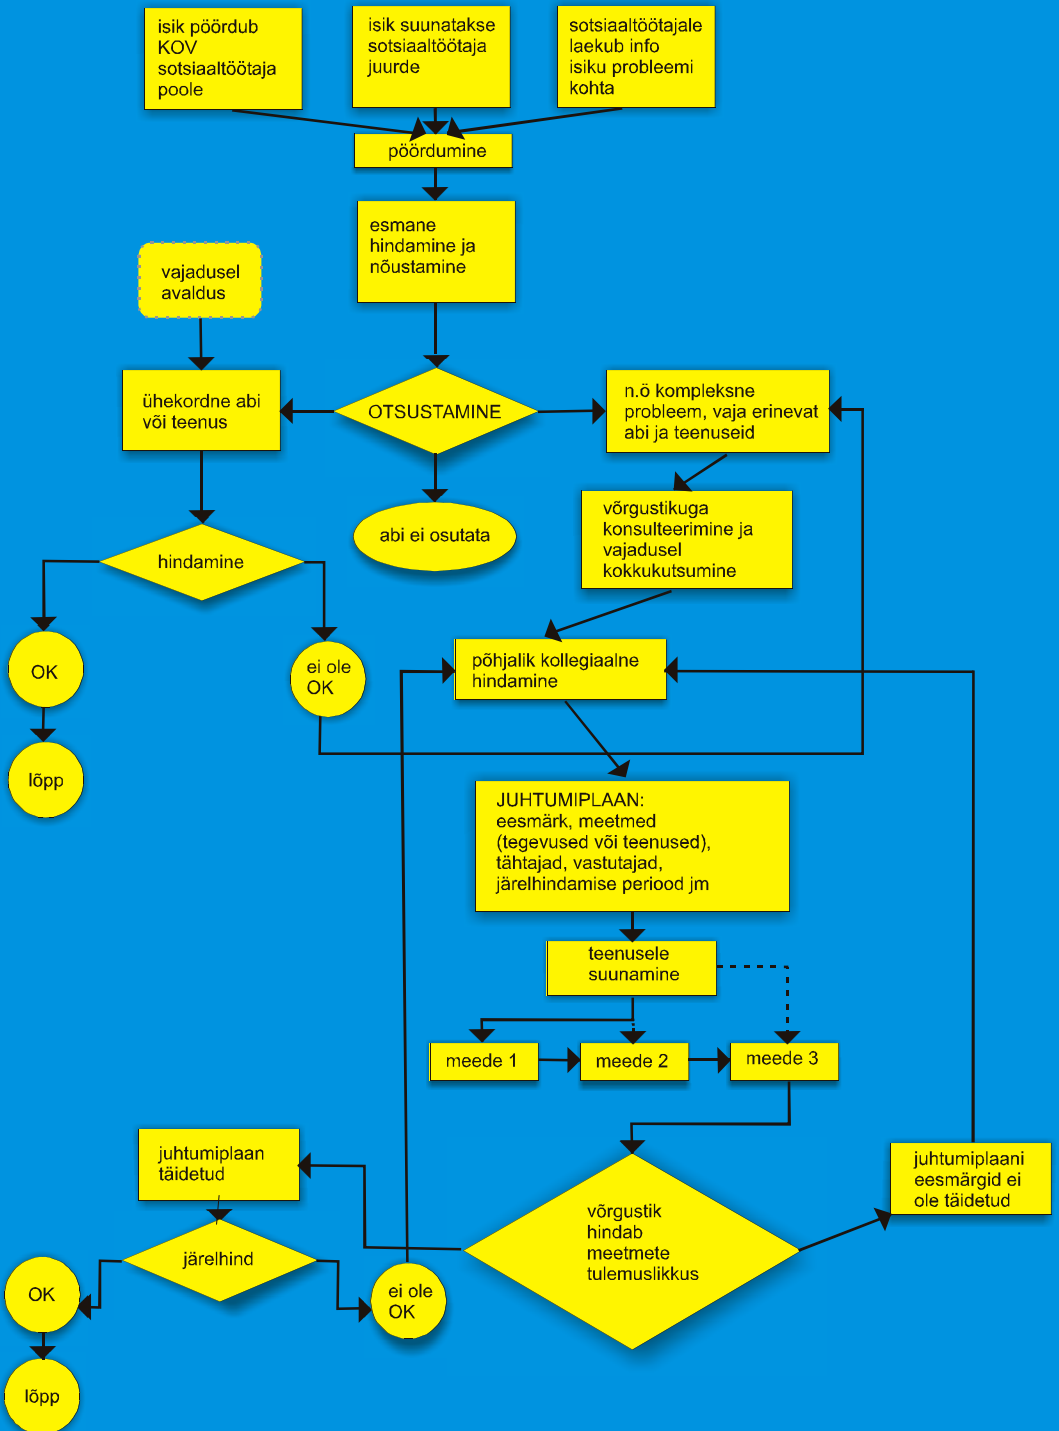 isik pöördub
KOV
sotsiaaltöötaja
poole
isik suunatakse
sotsiaaltöötaja
juurde
sotsiaaltöötajale
laekub info
isiku probleemi
kohta
pöördumine
esmane
hindamine ja
nõustamine
vajadusel
avaldus
ühekordne abi
või teenus
OTSUSTAMINE
n.ö kompleksne
probleem, vaja erinevat
abi ja teenuseid
võrgustikuga
konsulteerimine ja
vajadusel
kokkukutsumine
abi ei osutata
hindamine
OK
ei ole
OK
lõpp
põhjalik kollegiaalne
hindamine
JUHTUMIPLAAN:
eesmärk, meetmed
(tegevused või teenused),
tähtajad, vastutajad,
järelhindamise periood jm
teenusele
suunamine
meede 1
meede 2
meede 3
juhtumiplaan
täidetud
võrgustik
hindab
meetmete
tulemuslikkus
juhtumiplaani
eesmärgid ei
ole täidetud
järelhind
OK
ei ole
OK
lõpp